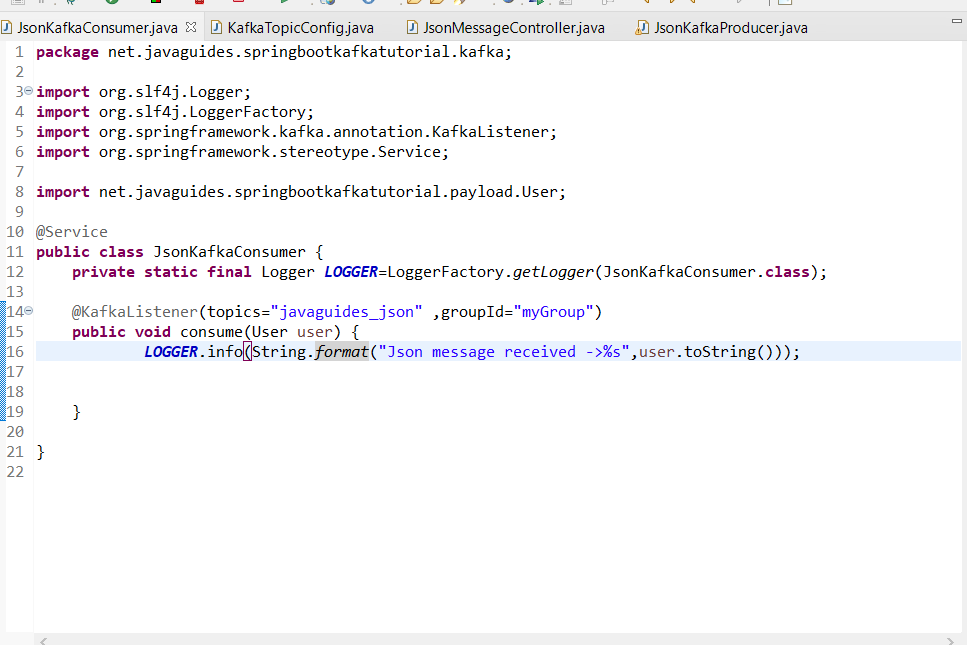 JsonKafkaConsumer.java KafkaTopicConfig.java JsonMessageController.java JsonKafkaProducer.java
1 package net.javaguides.springbootkafkatutorial.kafka;
2
3 import org.slf4j.Logger;
4 import org.slf4j.LoggerFactory;
5 import org.springframework.kafka.annotation.KafkaListener;
6 import org.springframework.stereotype.Service;
7
8 import net.javaguides.springbootkafkatutorial.payload.User;
9
10 @Service
11 public class JsonKafkaConsumer {
12     private static final Logger LOGGER=LoggerFactory.getLogger(JsonKafkaConsumer.class);
13
14     @KafkaListener(topics="javaguides_json" ,groupId="myGroup")
15     public void consume(User user) {
16             LOGGER.info(String.format("Json message received ->%s",user.toString()));
17
18
19     }
20
21 }
22